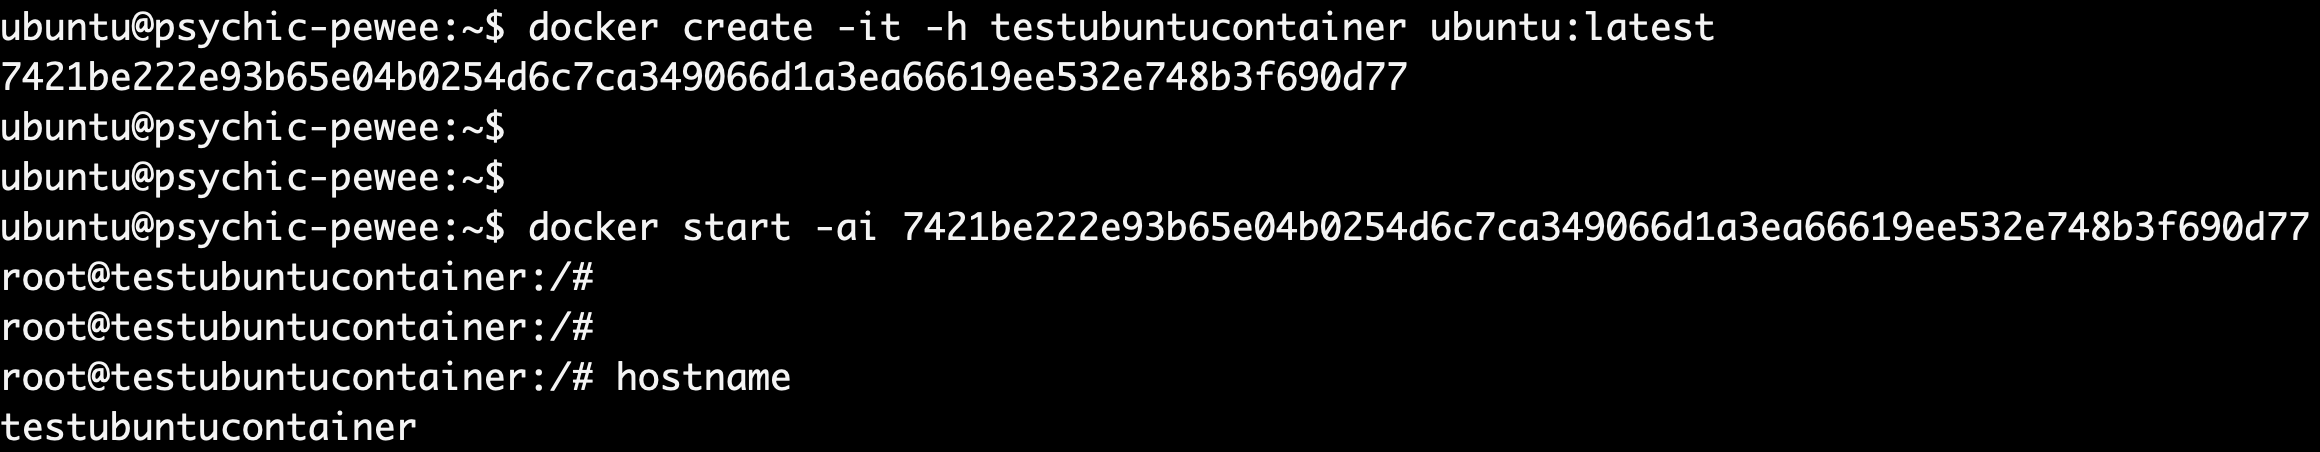 ubuntu@psychic-pewee:~$ docker create -it -h testubuntucontainer ubuntu:latest
7421be222e93b65e04b0254d6c7ca349066d1a3ea66619ee532e748b3f690d77
ubuntu@psychic-pewee:~$
ubuntu@psychic-pewee:~$
ubuntu@psychic-pewee:~$ docker start -ai 7421be222e93b65e04b0254d6c7ca349066d1a3ea66619ee532e748b3f690d77
root@testubuntucontainer:/#
root@testubuntucontainer:/#
root@testubuntucontainer:/# hostname
testubuntucontainer